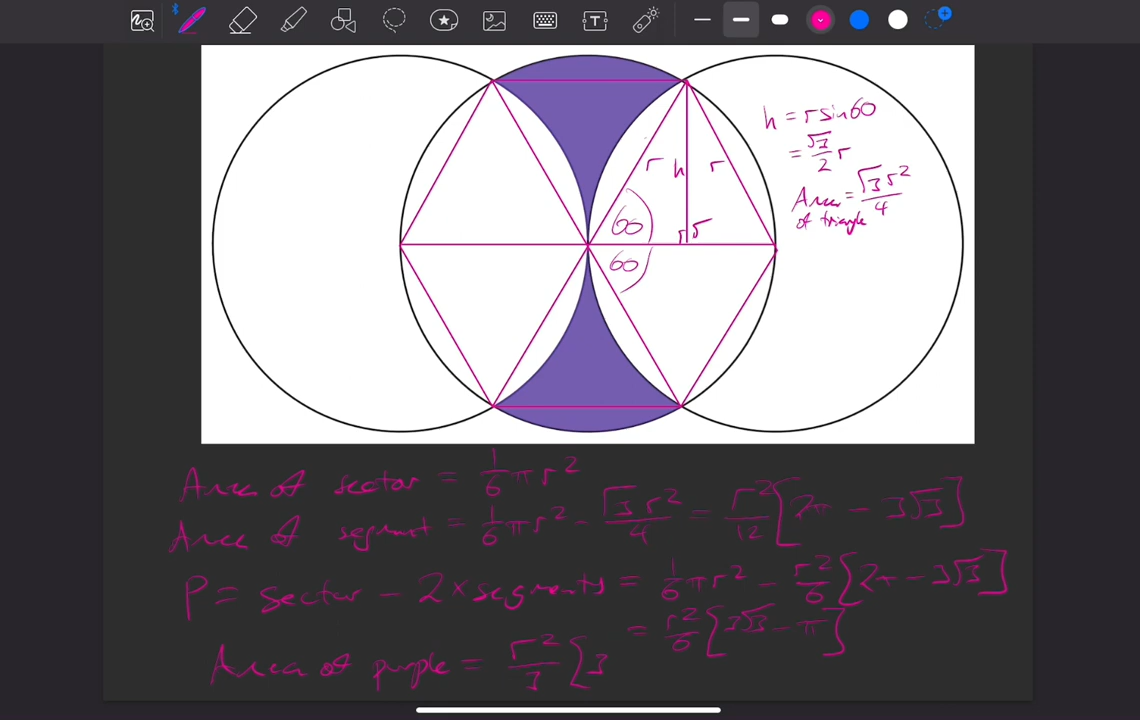 h = r sin 60
= √3/2 r
Area of triangle = √3 r²/4
r h r
60 r
60
Area of sector = 1/6 π r²
Area of segment = 1/6 π r² - √3 r²/4 = r²/12 [2π - 3√3]
P = sector - 2 × segments = 1/6 π r² - r²/6 [2π - 3√3]
= r²/6 [3√3 - π]
Area of purple = r²/3 [3
T